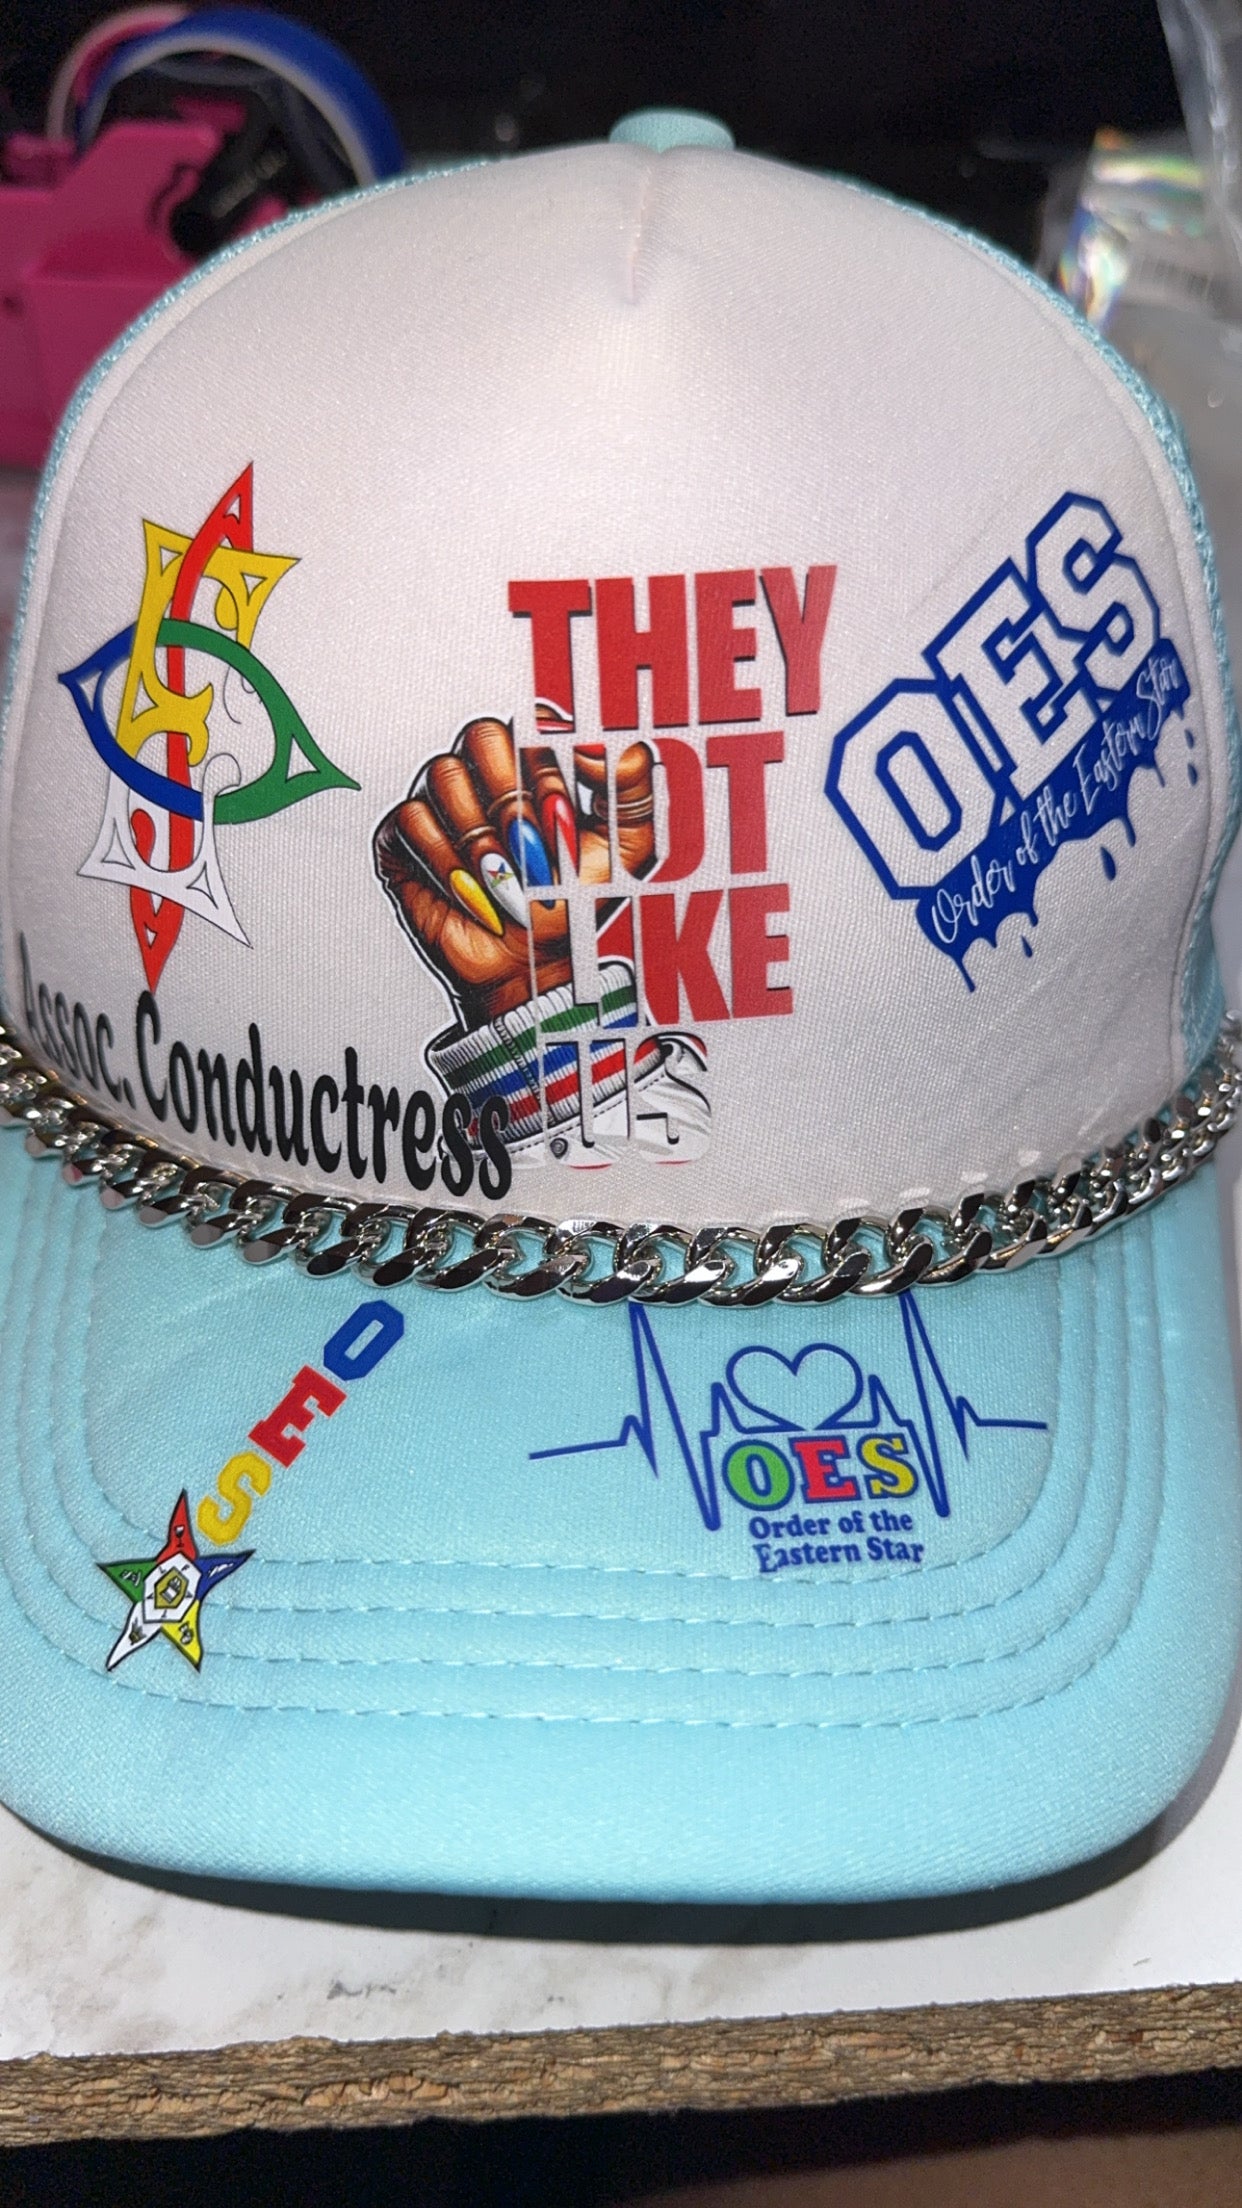 THEY
NOT
LIKE
US
OES
Order of the Eastern Star
Assoc. Conductress
OES
OES
Order of the
Eastern Star